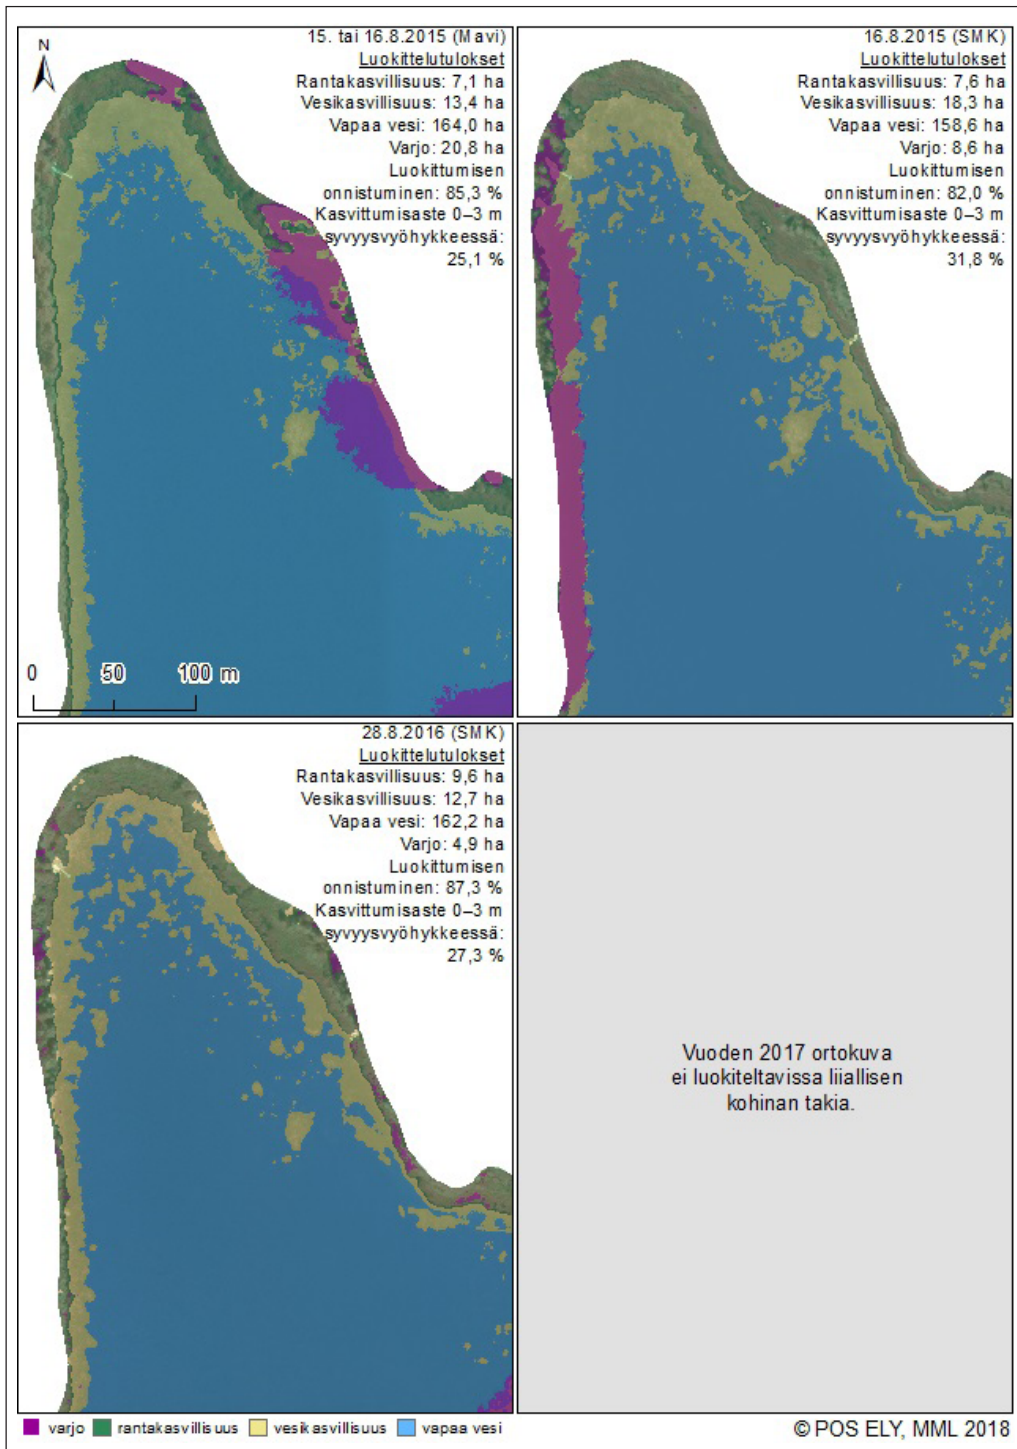 15. tai 16.8.2015 (Mavi)
Luokittelutulokset
Rantakasvillisuus: 7,1 ha
Vesikasvillisuus: 13,4 ha
Vapaa vesi: 164,0 ha
Varjo: 20,8 ha
Luokittumisen
onnistuminen: 85,3 %
Kasvittumisaste 0–3 m
syvyysvyöhykkeessä:
25,1 %
N
0 50 100 m
16.8.2015 (SMK)
Luokittelutulokset
Rantakasvillisuus: 7,6 ha
Vesikasvillisuus: 18,3 ha
Vapaa vesi: 158,6 ha
Varjo: 8,6 ha
Luokittumisen
onnistuminen: 82,0 %
Kasvittumisaste 0–3 m
syvyysvyöhykkeessä:
31,8 %
28.8.2016 (SMK)
Luokittelutulokset
Rantakasvillisuus: 9,6 ha
Vesikasvillisuus: 12,7 ha
Vapaa vesi: 162,2 ha
Varjo: 4,9 ha
Luokittumisen
onnistuminen: 87,3 %
Kasvittumisaste 0–3 m
syvyysvyöhykkeessä:
27,3 %
Vuoden 2017 ortokuva
ei luokiteltavissa liiallisen
kohinan takia.
varjo rantakasvillisuus vesikasvillisuus vapaa vesi
© POS ELY, MML 2018